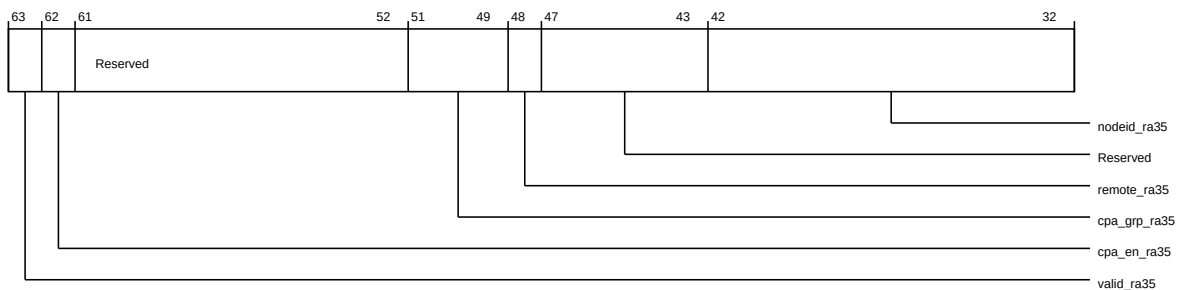 63 62 61 52 51 49 48 47 43 42 32
Reserved
nodeid_ra35
Reserved
remote_ra35
cpa_grp_ra35
cpa_en_ra35
valid_ra35